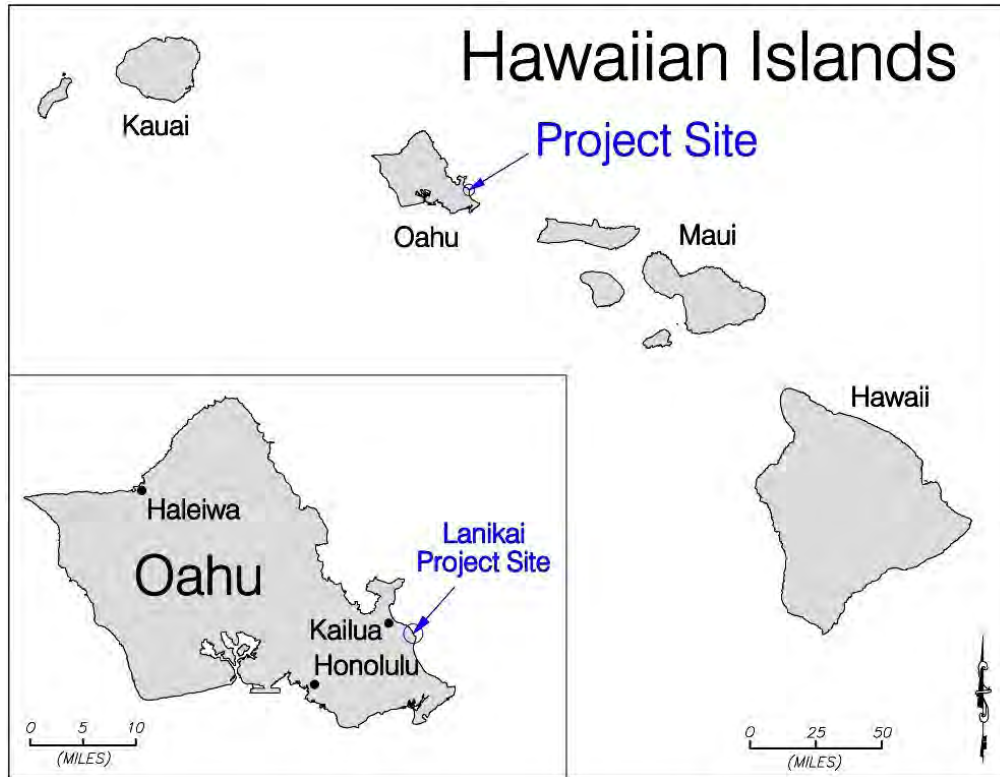 Hawaiian Islands
Kauai
Project Site
Oahu
Maui
Hawaii
Haleiwa
Oahu
Lanikai
Project Site
Kailua
Honolulu
0 5 10
(MILES)
0 25 50
(MILES)